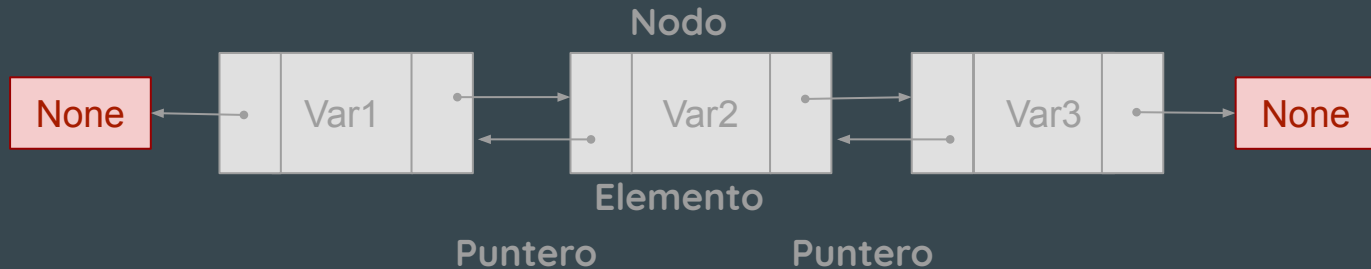 Nodo
None
Var1
Var2
Var3
None
Elemento
Puntero
Puntero